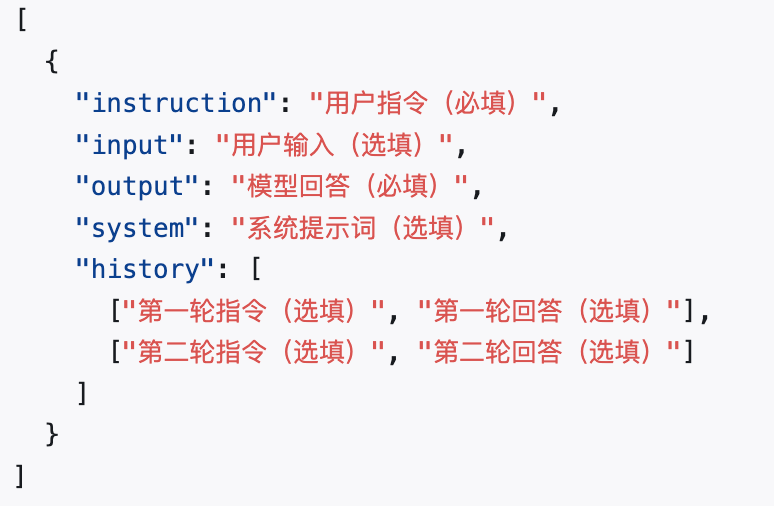 [
{
"instruction": "用户指令（必填）",
"input": "用户输入（选填）",
"output": "模型回答（必填）",
"system": "系统提示词（选填）",
"history": [
["第一轮指令（选填）", "第一轮回答（选填）"],
["第二轮指令（选填）", "第二轮回答（选填）"]
]
}
]